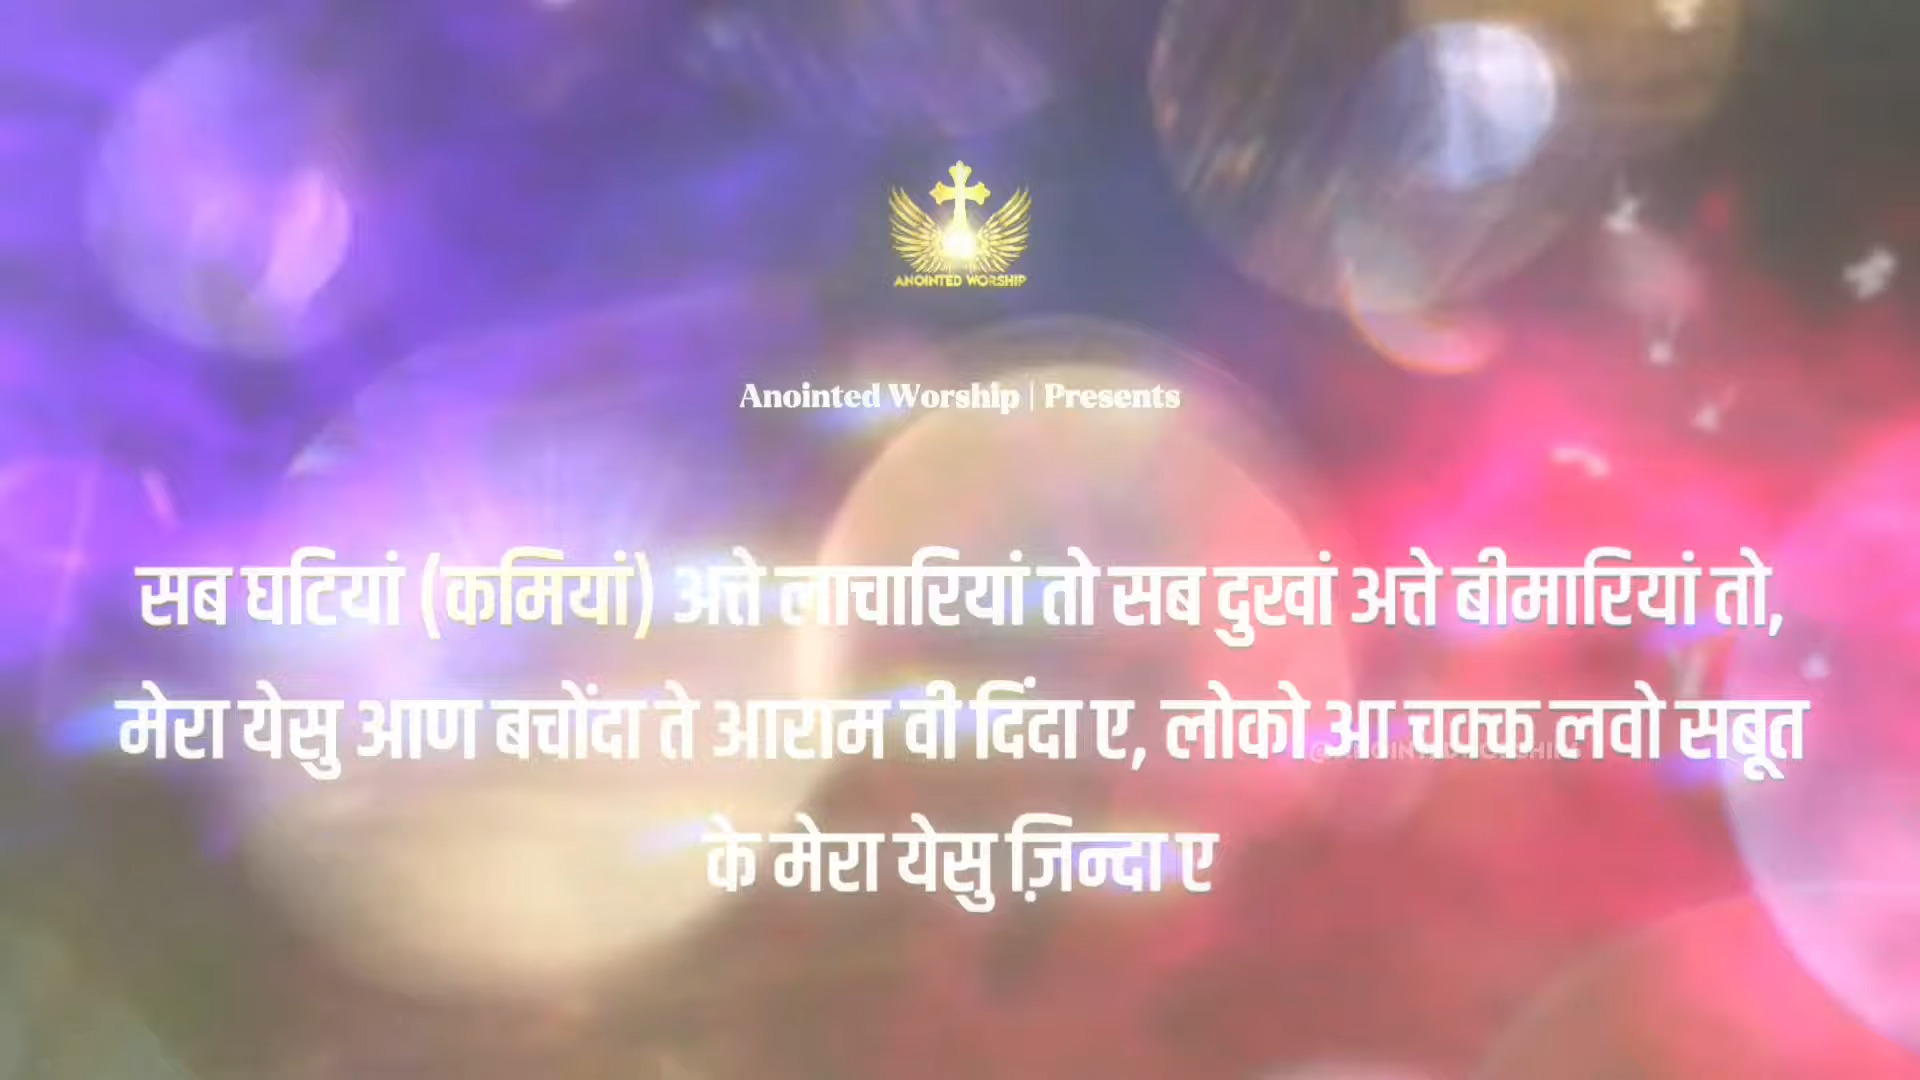 ANOINTED WORSHIP
Anointed Worship | Presents
सब घटियां (कमियां) अत्ते लाचारियां तो सब दुखां अत्ते बीमारियां तो,
मेरा येसु आण बचोंदा ते आराम वी दिंदा ए, लोको आ चक्क लवो सबूत
के मेरा येसु ज़िन्दा ए